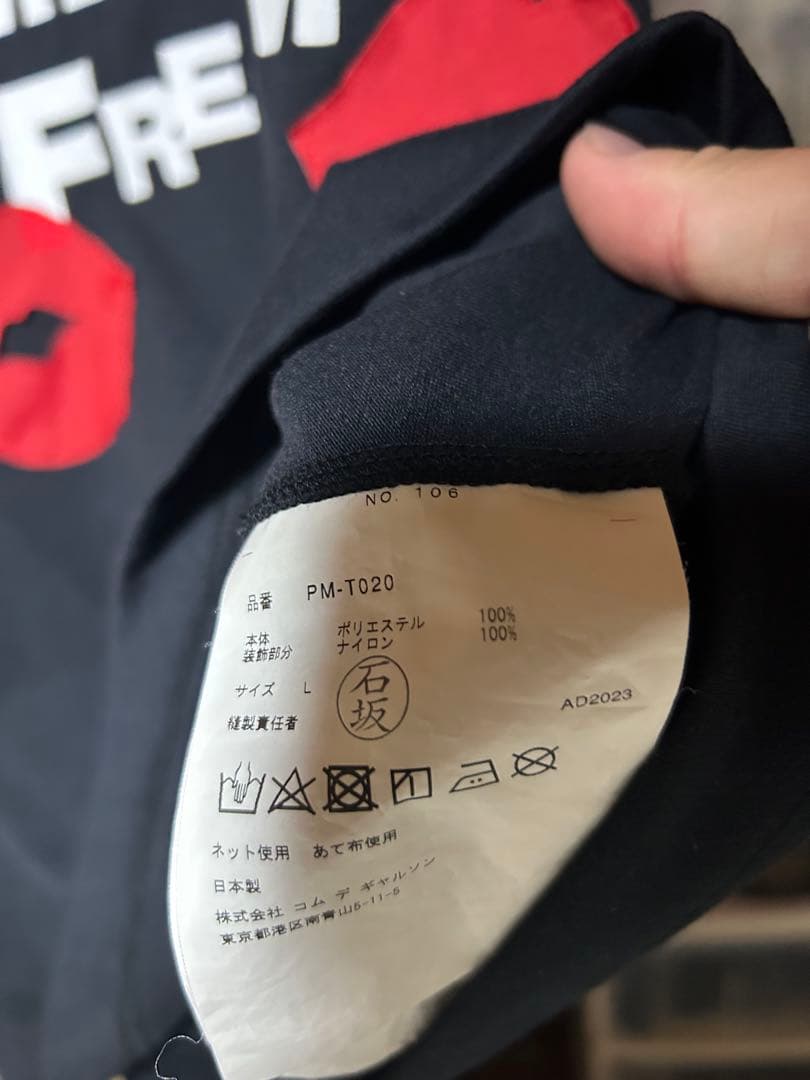 FREW
NO. 106
品番 PM-T020
本体 ポリエステル 100%
装飾部分 ナイロン 100%
サイズ L
石坂
縫製責任者
AD2023
ネット使用 あて布使用
日本製
株式会社 コム デ ギャルソン
東京都港区南青山5-11-5